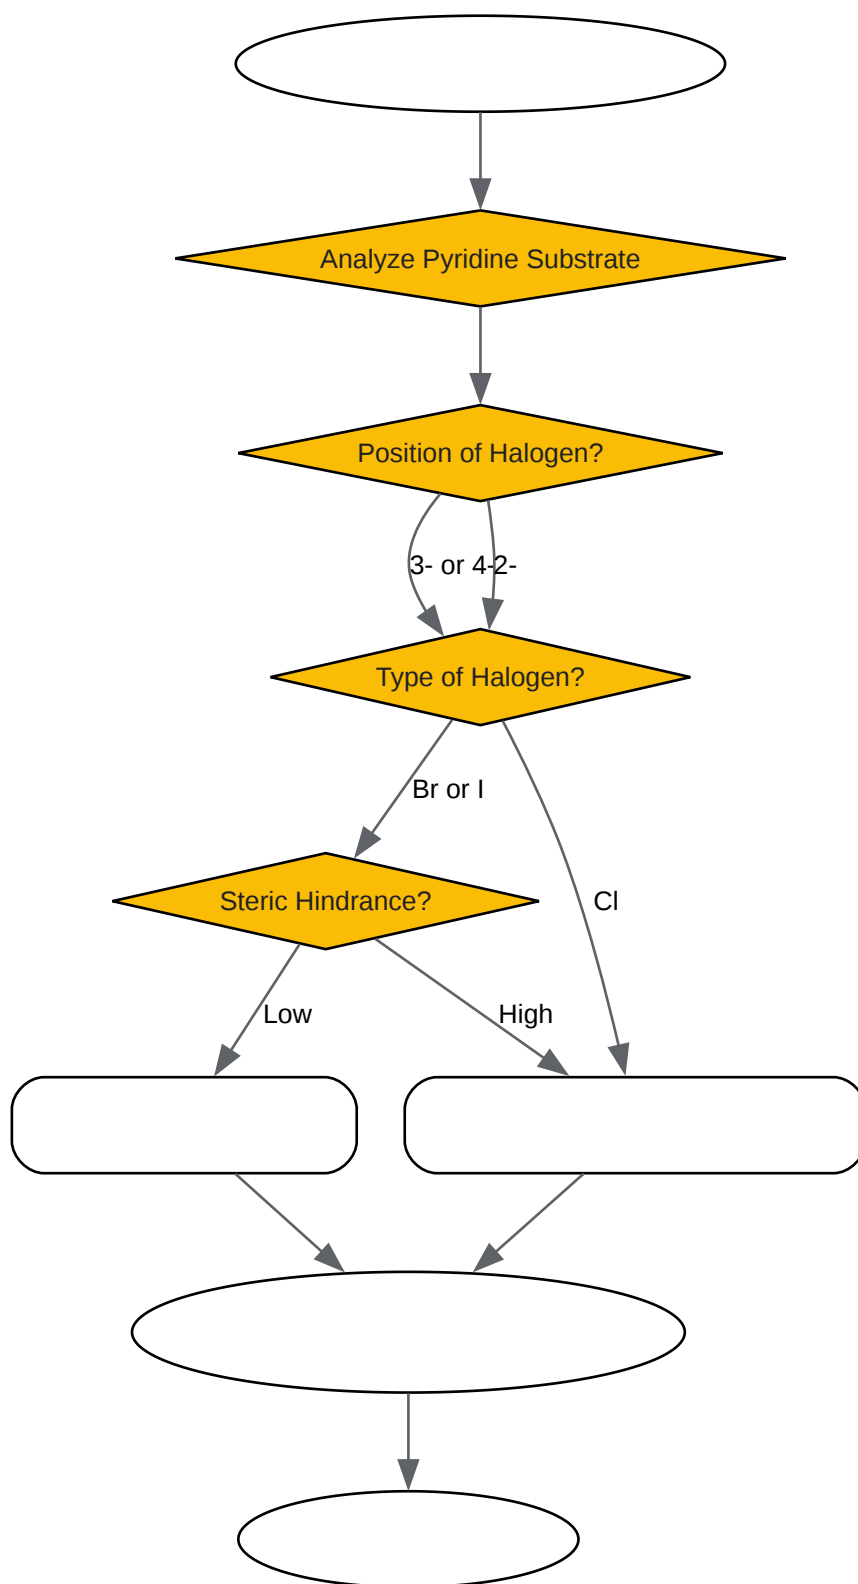 Analyze Pyridine Substrate
Position of Halogen?
3- or 4-
2-
Type of Halogen?
Br or I
Steric Hindrance?
Cl
Low
High